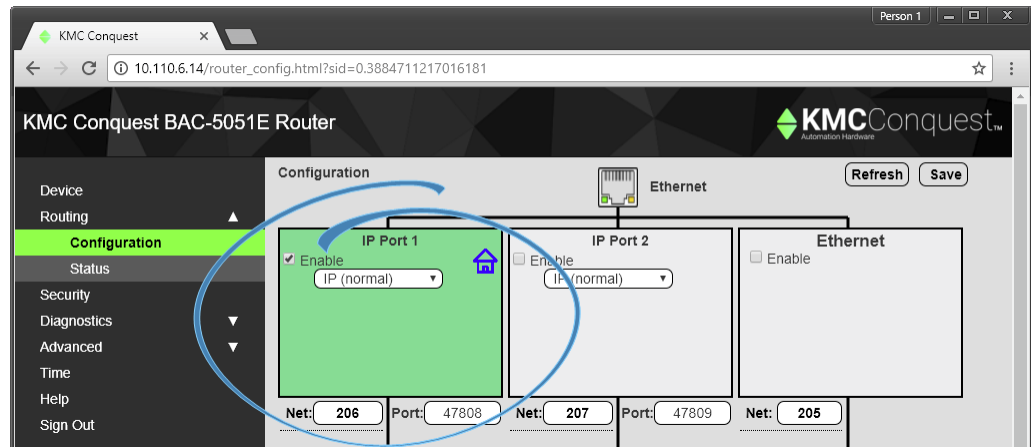 Person 1
KMC Conquest
10.110.6.14/router_config.html?sid=0.3884711217016181
KMC Conquest BAC-5051E Router
KMCConquest™
Automation Hardware
Device
Routing
Configuration
Status
Security
Diagnostics
Advanced
Time
Help
Sign Out
Configuration
Ethernet
Refresh Save
IP Port 1
Enable
IP (normal)
Net: 206 Port: 47808
IP Port 2
Enable
IP (normal)
Net: 207 Port: 47809
Ethernet
Enable
Net: 205